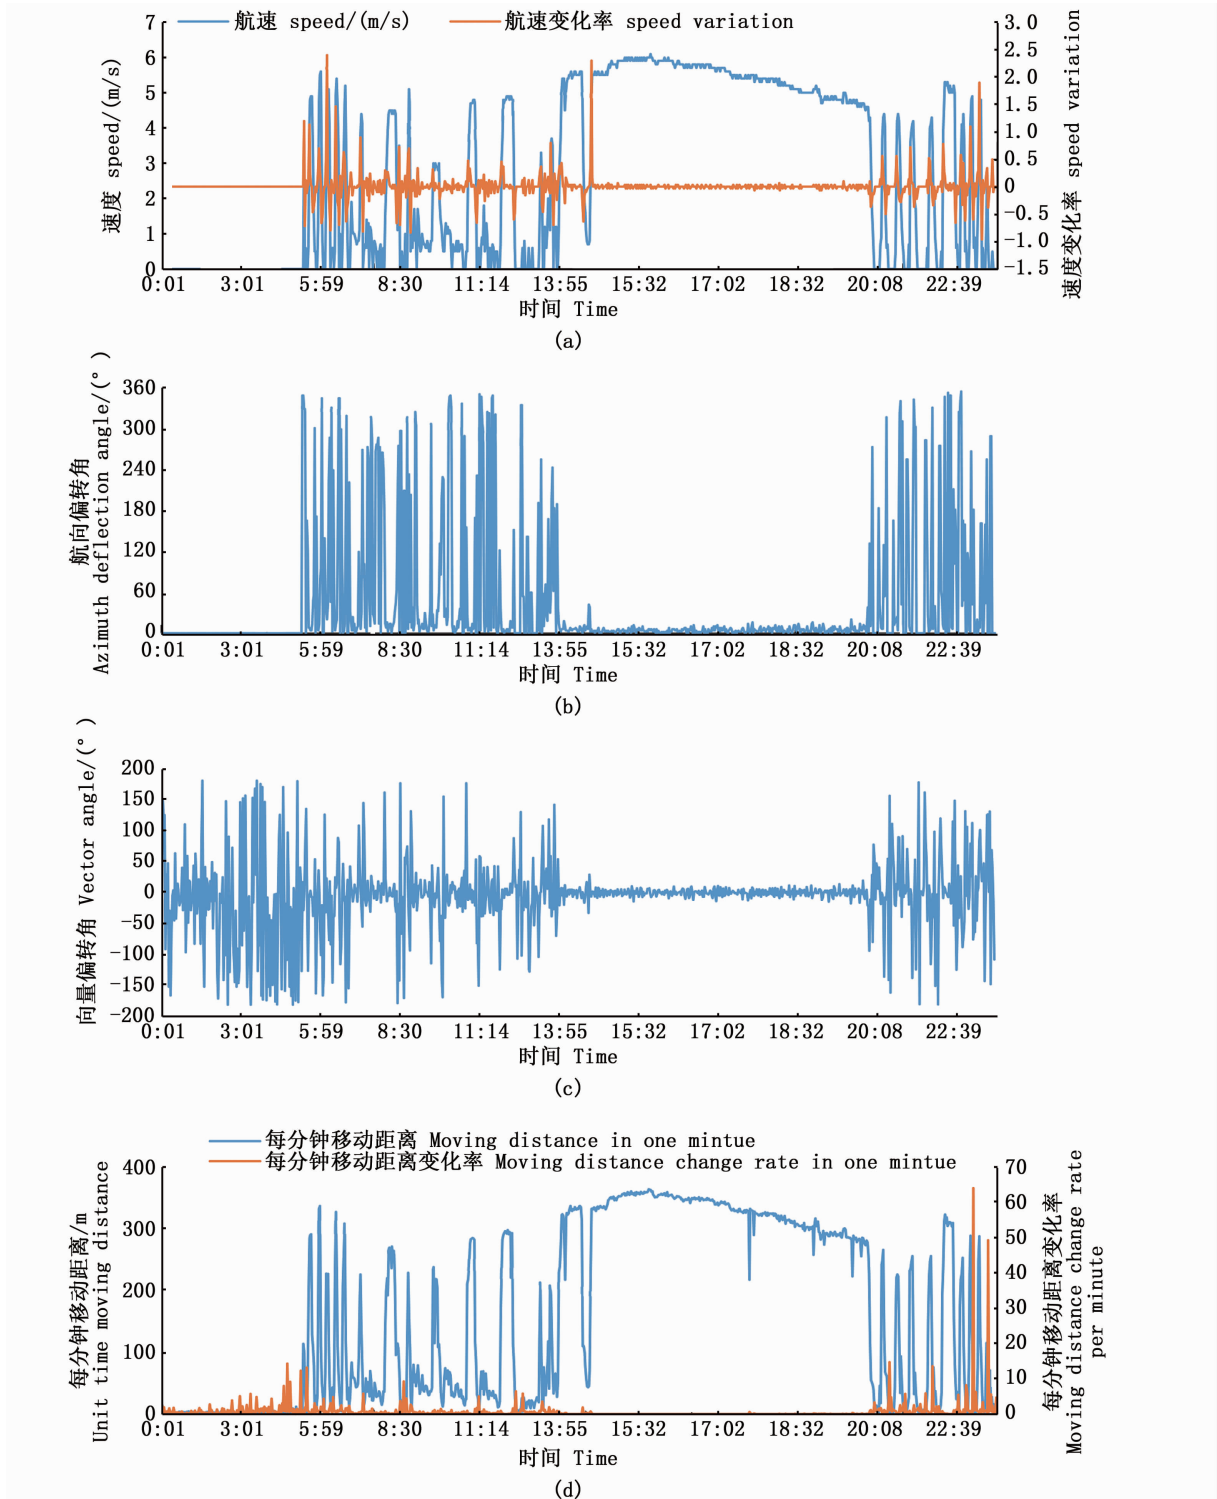 航速 speed/(m/s)
航速变化率 speed variation
速度 speed/(m/s)
7
6
5
4
3
2
1
0
3.0
2.5
2.0
1.5
1.0
0.5
0
-0.5
-1.0
-1.5
速度变化率 speed variation
0:01 3:01 5:59 8:30 11:14 13:55 15:32 17:02 18:32 20:08 22:39
时间 Time
(a)
航向偏转角
Azimuth deflection angle/(°)
360
300
240
180
120
60
0
0:01 3:01 5:59 8:30 11:14 13:55 15:32 17:02 18:32 20:08 22:39
时间 Time
(b)
向量偏转角 Vector angle/(°)
200
150
100
50
0
-50
-100
-150
-200
0:01 3:01 5:59 8:30 11:14 13:55 15:32 17:02 18:32 20:08 22:39
时间 Time
(c)
每分钟移动距离 Moving distance in one mintue
每分钟移动距离变化率 Moving distance change rate in one mintue
每分钟移动距离/m
Unit time moving distance
400
300
200
100
0
70
60
50
40
30
20
10
0
每分钟移动距离变化率
Moving distance change rate
per minute
0:01 3:01 5:59 8:30 11:14 13:55 15:32 17:02 18:32 20:08 22:39
时间 Time
(d)